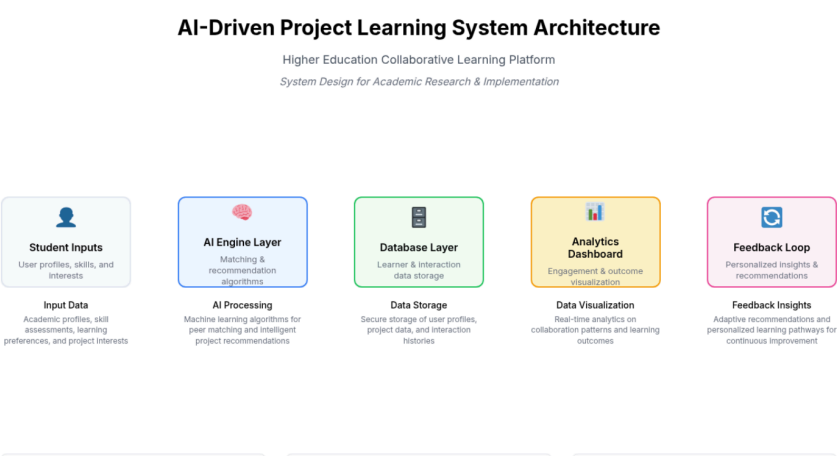 AI-Driven Project Learning System Architecture
Higher Education Collaborative Learning Platform
System Design for Academic Research & Implementation
Student Inputs
User profiles, skills, and
interests
AI Engine Layer
Matching &
recommendation
algorithms
Database Layer
Learner & interaction
data storage
Analytics
Dashboard
Engagement & outcome
visualization
Feedback Loop
Personalized insights &
recommendations
Input Data
Academic profiles, skill
assessments, learning
preferences, and project interests
AI Processing
Machine learning algorithms for
peer matching and intelligent
project recommendations
Data Storage
Secure storage of user profiles,
project data, and interaction
histories
Data Visualization
Real-time analytics on
collaboration patterns and learning
outcomes
Feedback Insights
Adaptive recommendations and
personalized learning pathways for
continuous improvement